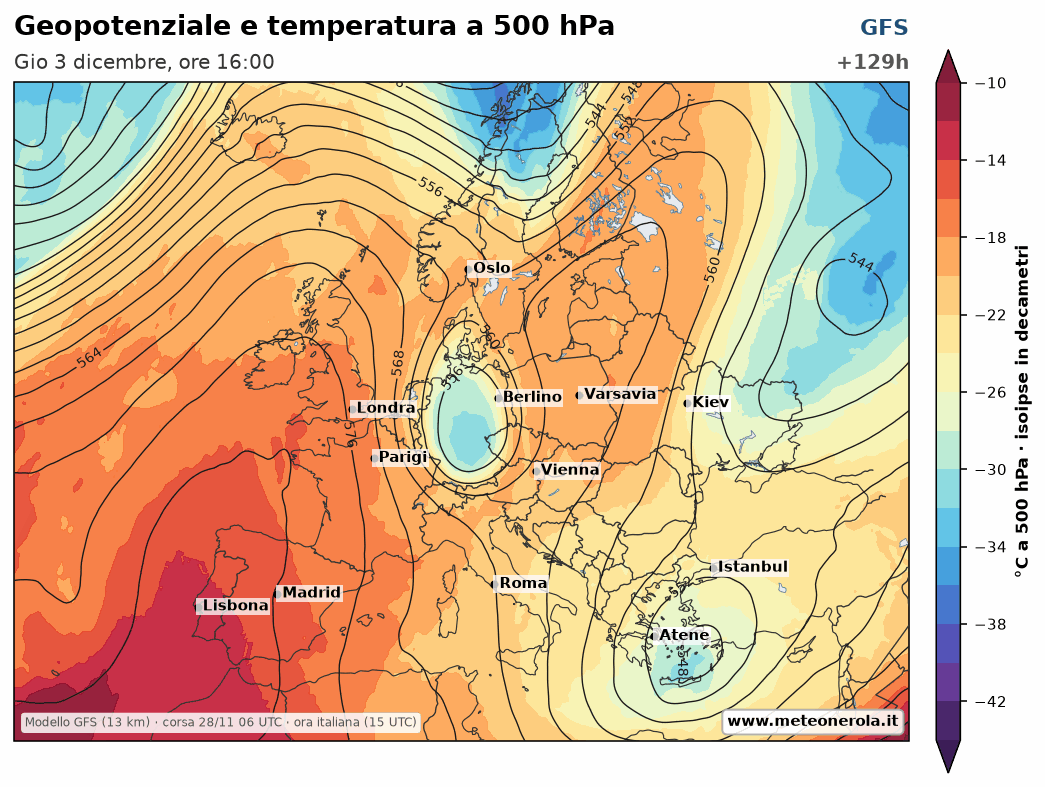 Geopotenziale e temperatura a 500 hPa
GFS
Gio 3 dicembre, ore 16:00
+129h
544
548
552
556
Oslo
544
560
564
568
560
556
Berlino
Varsavia
Kiev
Londra
576
Parigi
Vienna
Istanbul
Roma
Madrid
Lisbona
Atene
548
Modello GFS (13 km) · corsa 28/11 06 UTC · ora italiana (15 UTC)
www.meteonerola.it
−10
−14
−18
−22
−26
−30
−34
−38
−42
°C a 500 hPa · isoipse in decametri